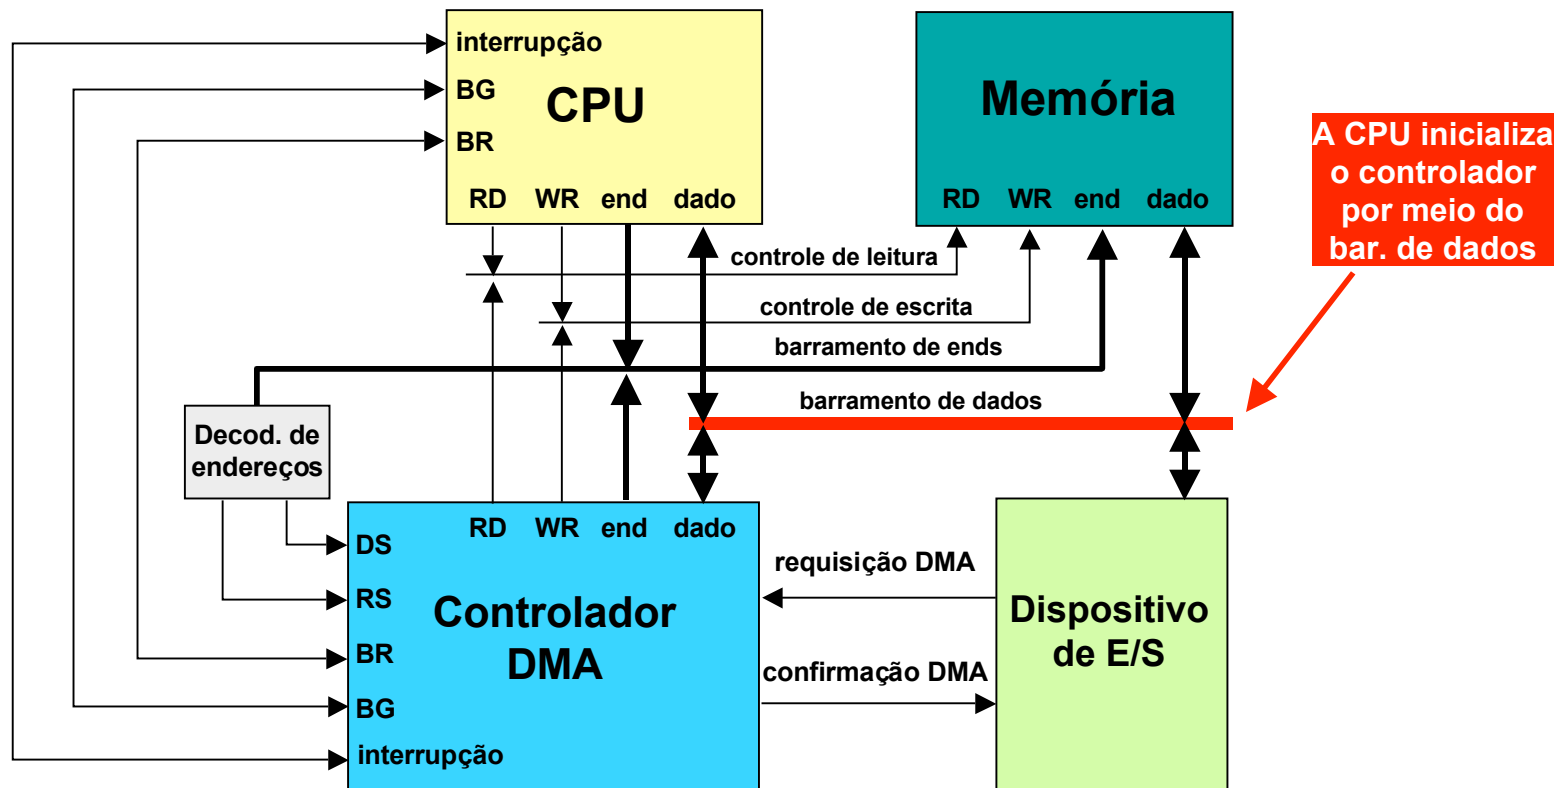 interrupção
BG
BR
CPU
RD WR end dado
Memória
RD WR end dado
A CPU inicializa
o controlador
por meio do
bar. de dados
controle de leitura
controle de escrita
barramento de ends
barramento de dados
Decod. de
endereços
RD WR end dado
DS
RS
BR
BG
interrupção
Controlador
DMA
requisição DMA
confirmação DMA
Dispositivo
de E/S